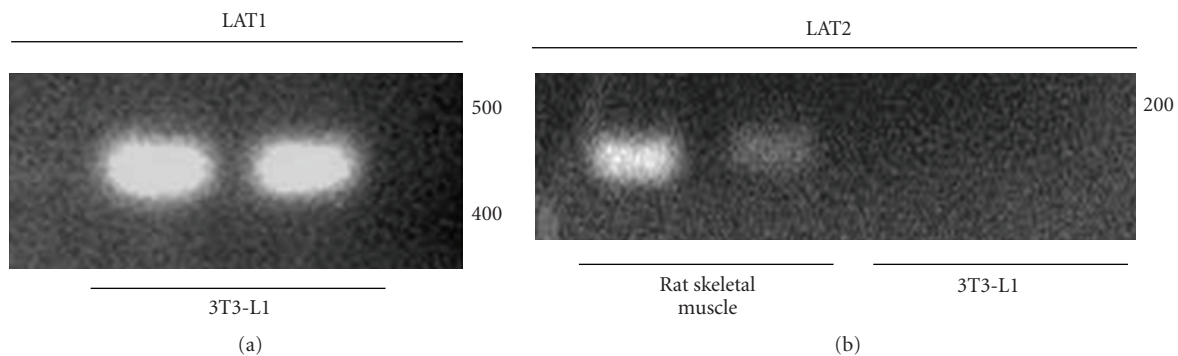 LAT1
500
400
3T3-L1
(a)
LAT2
200
Rat skeletal
muscle
3T3-L1
(b)